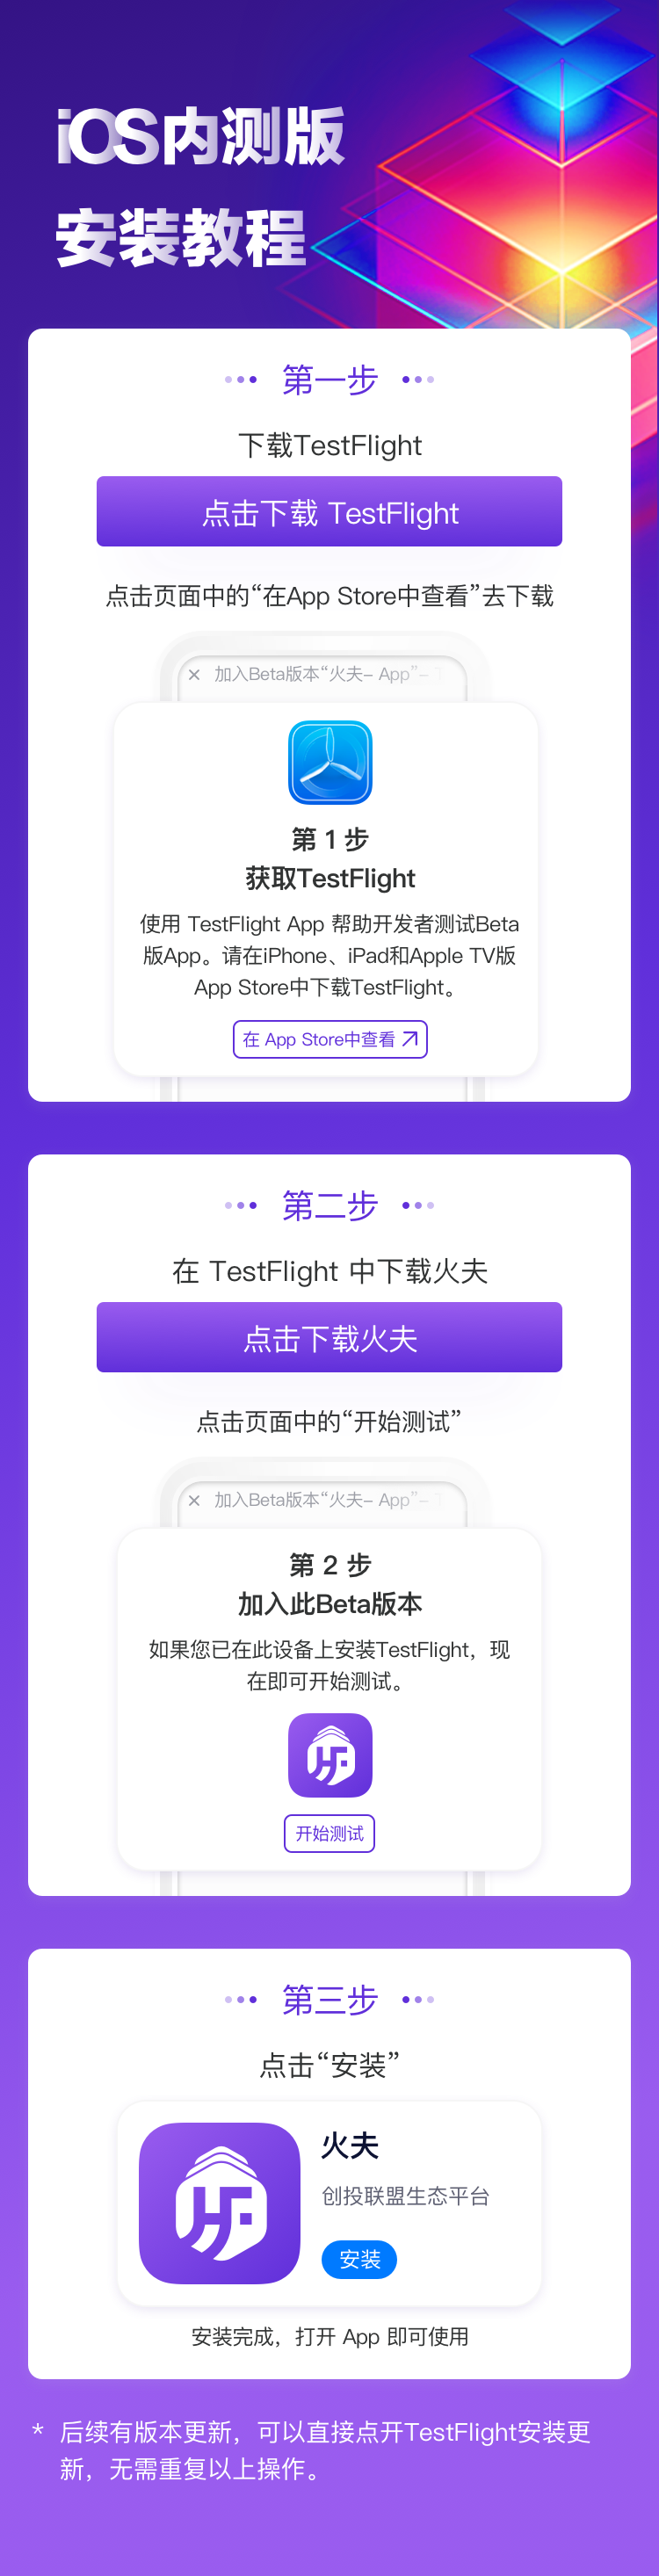 iOS内测版
安装教程
第一步
下载TestFlight
点击下载 TestFlight
点击页面中的“在App Store中查看”去下载
× 加入Beta版本“火夫– App”–
第 1 步
获取TestFlight
使用 TestFlight App 帮助开发者测试Beta
版App。请在iPhone、iPad和Apple TV版
App Store中下载TestFlight。
在 App Store中查看
第二步
在 TestFlight 中下载火夫
点击下载火夫
点击页面中的“开始测试”
× 加入Beta版本“火夫– App”–
第 2 步
加入此Beta版本
如果您已在此设备上安装TestFlight，现
在即可开始测试。
开始测试
第三步
点击“安装”
火夫
创投联盟生态平台
安装
安装完成，打开 App 即可使用
* 后续有版本更新，可以直接点开TestFlight安装更
新，无需重复以上操作。